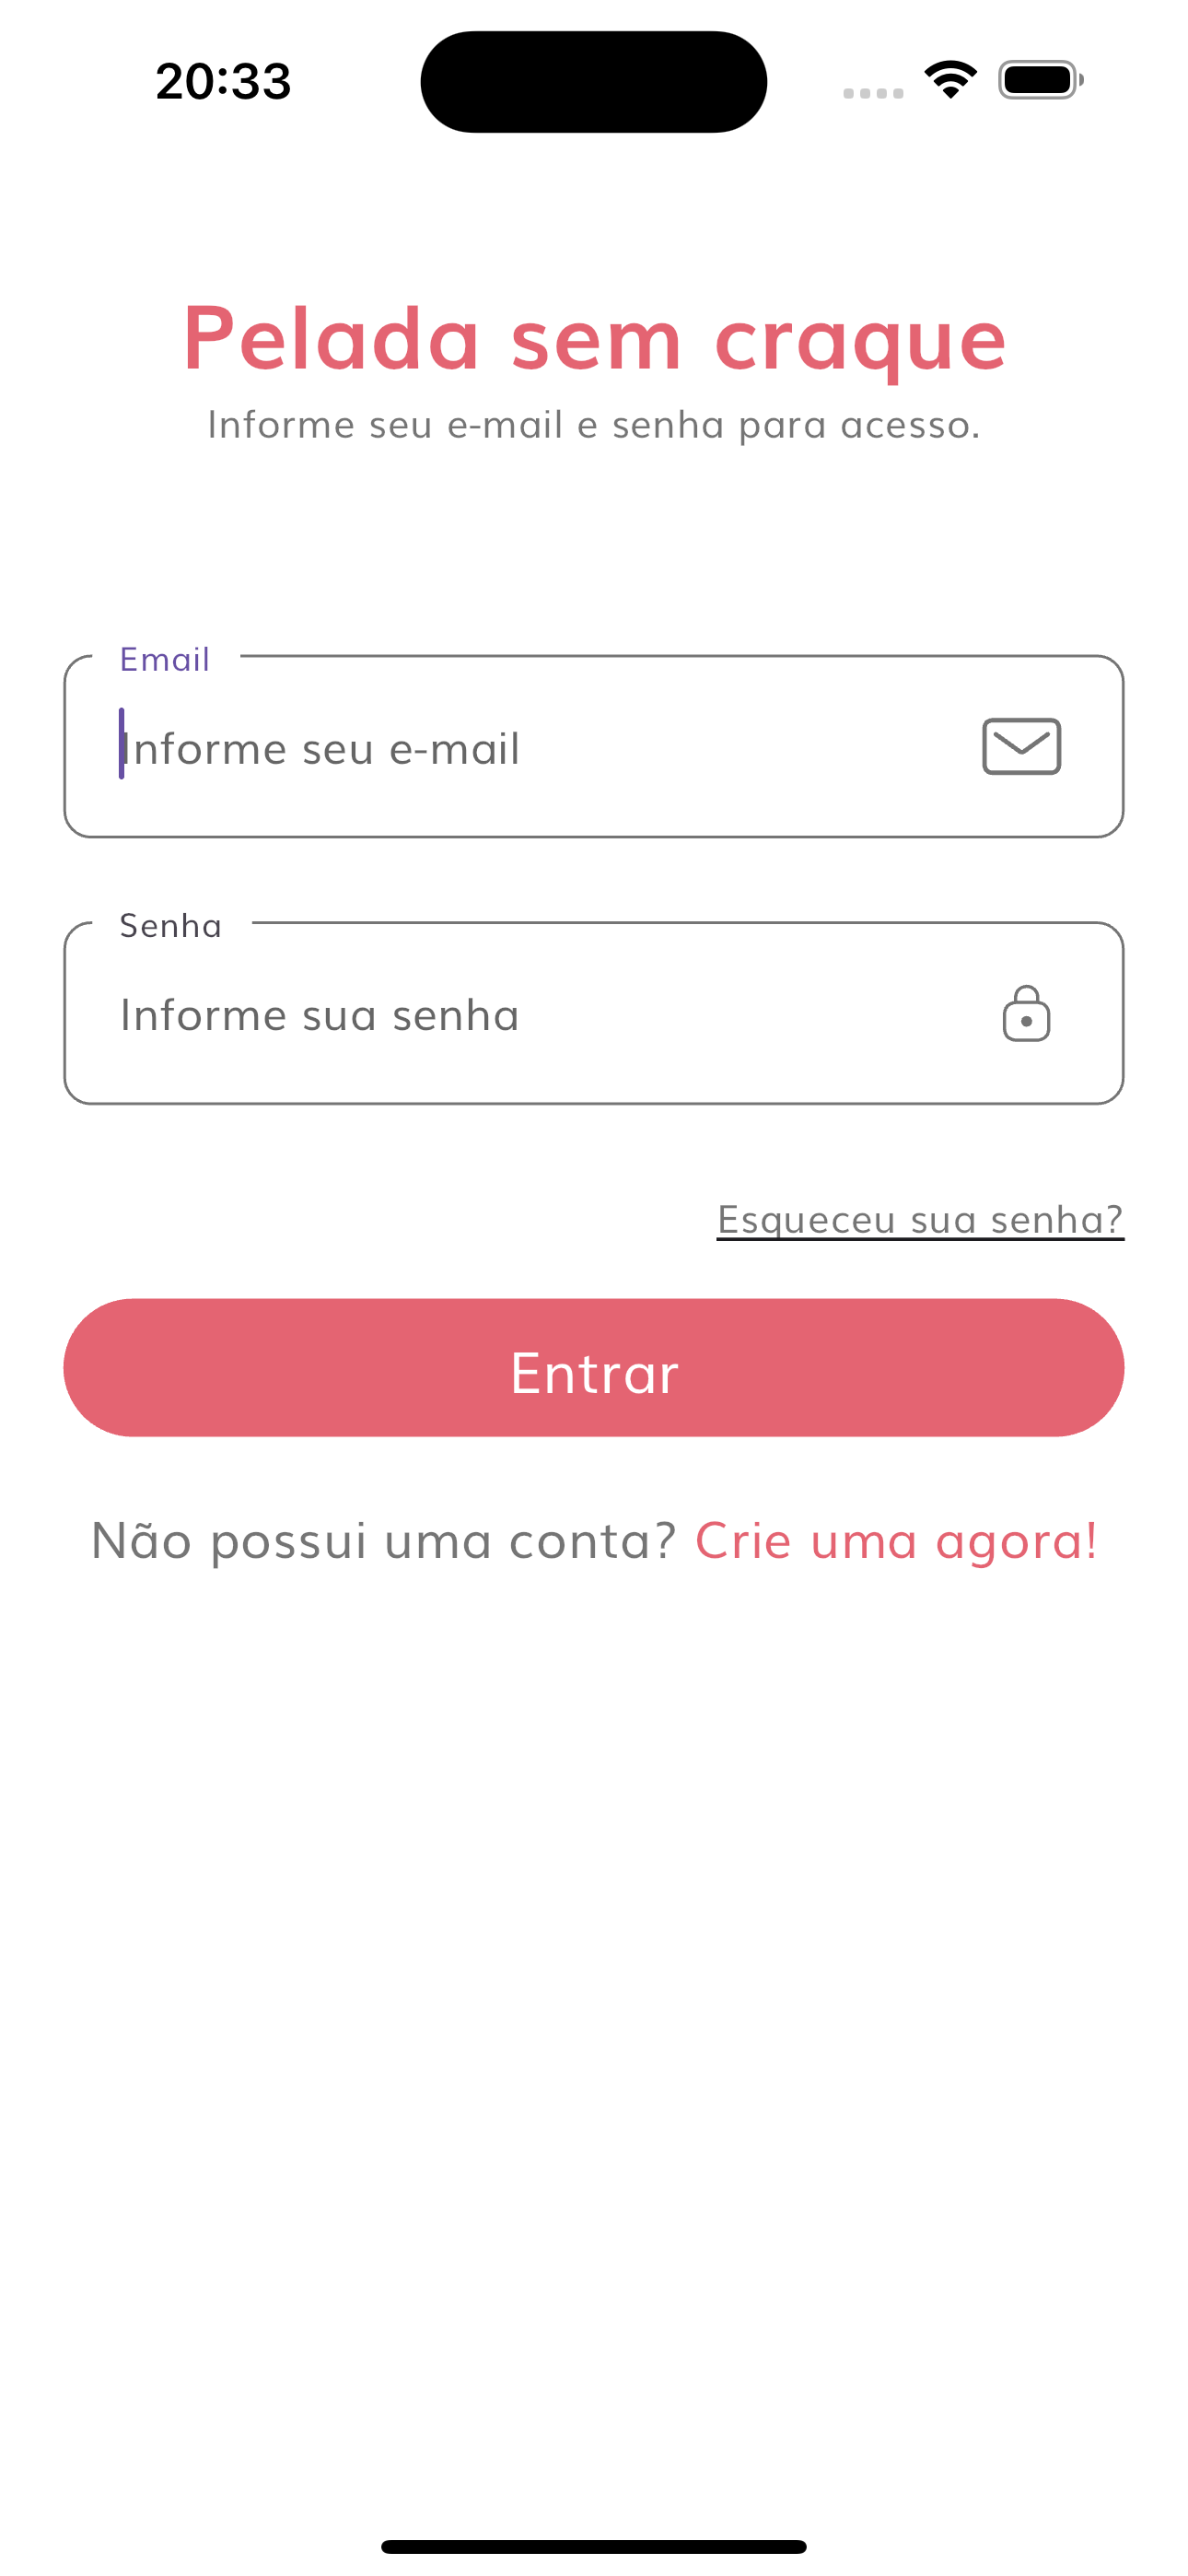 20:33
Pelada sem craque
Informe seu e-mail e senha para acesso.
Email
Informe seu e-mail
Senha
Informe sua senha
Esqueceu sua senha?
Entrar
Não possui uma conta? Crie uma agora!